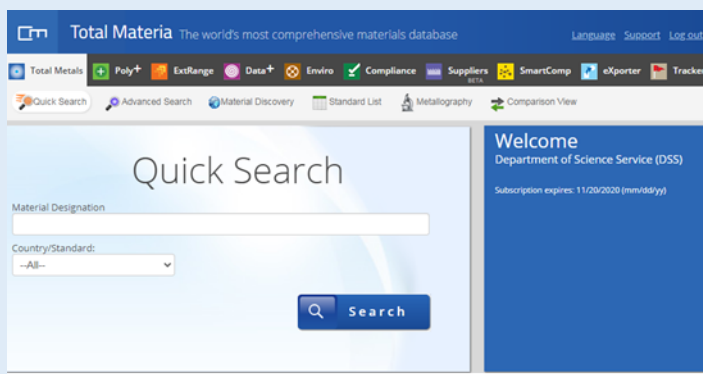 Total Materia The world's most comprehensive materials database
Language Support Log out
Total Metals Poly+ ExtRange Data+ Enviro Compliance Suppliers BETA SmartComp eXporter Tracker
Quick Search Advanced Search Material Discovery Standard List Metallography Comparison View
Quick Search
Material Designation
Country/Standard:
--All--
Search
Welcome
Department of Science Service (DSS)
Subscription expires: 11/20/2020 (mm/dd/yy)